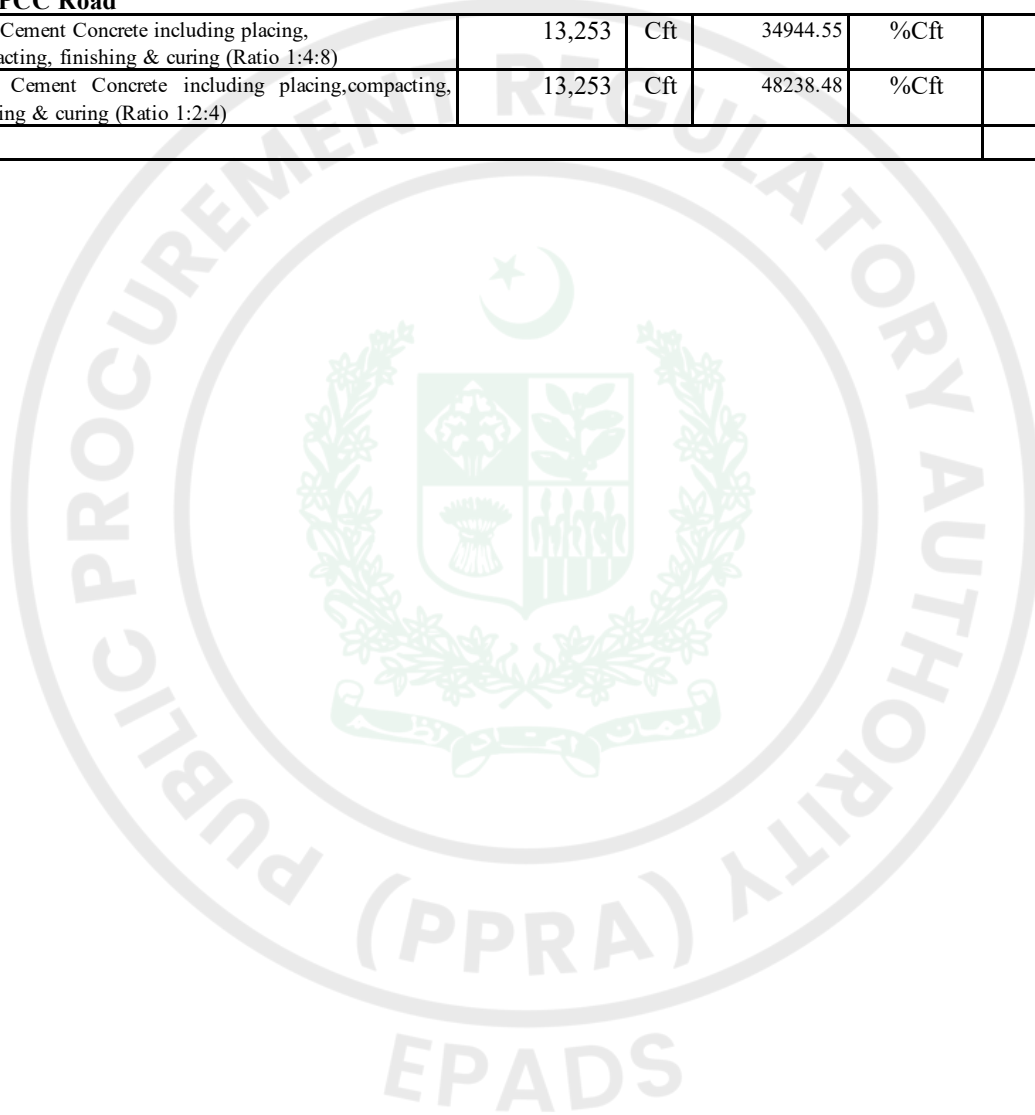 PCC Road
Cement Concrete including placing,
acting, finishing & curing (Ratio 1:4:8)
13,253 Cft 34944.55 %Cft
Cement Concrete including placing,compacting,
ing & curing (Ratio 1:2:4)
13,253 Cft 48238.48 %Cft
PUBLIC PROCUREMENT REGULATORY AUTHORITY
(PPRA)
EPADS